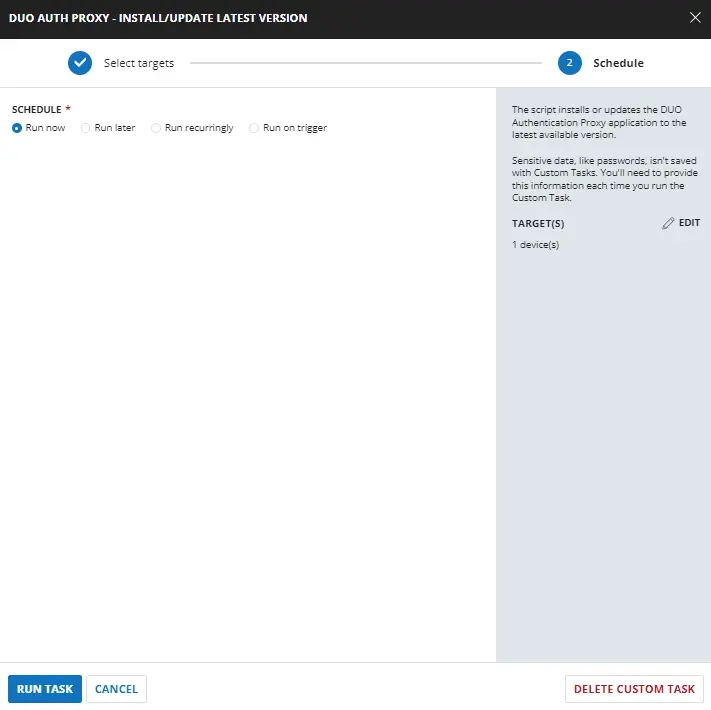 DUO AUTH PROXY - INSTALL/UPDATE LATEST VERSION
Select targets
2 Schedule
SCHEDULE *
Run now Run later Run recurringly Run on trigger
The script installs or updates the DUO
Authentication Proxy application to the
latest available version.
Sensitive data, like passwords, isn't saved
with Custom Tasks. You'll need to provide
this information each time you run the
Custom Task.
TARGET(S) EDIT
1 device(s)
RUN TASK CANCEL DELETE CUSTOM TASK